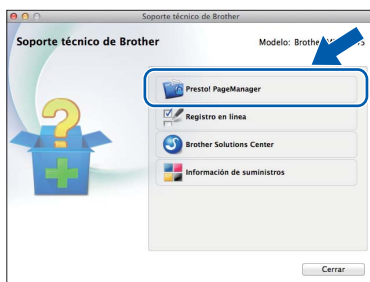 Soporte técnico de Brother
Soporte técnico de Brother
Modelo: Brother
Presto! PageManager
Registro en línea
Brother Solutions Center
Información de suministros
Cerrar